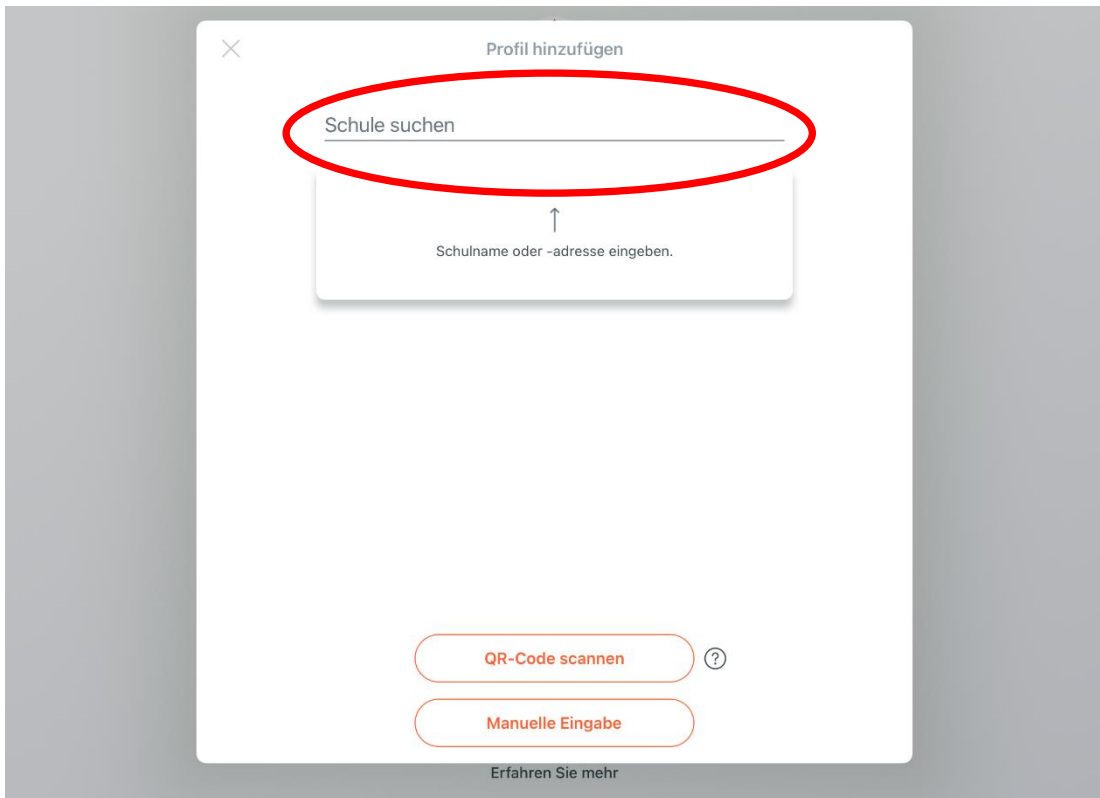 Profil hinzufügen
Schule suchen
Schulname oder -adresse eingeben.
QR-Code scannen
?
Manuelle Eingabe
Erfahren Sie mehr